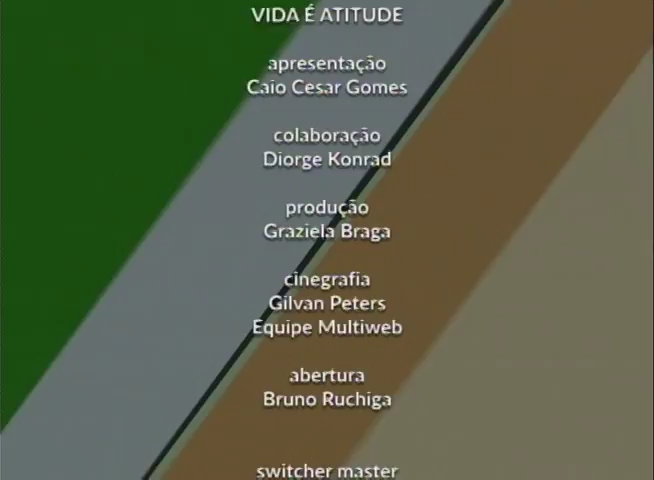 VIDA É ATITUDE
apresentação
Caio Cesar Gomes
colaboração
Diorge Konrad
produção
Graziela Braga
cinegrafia
Gilvan Peters
Equipe Multiweb
abertura
Bruno Ruchiga
switcher master